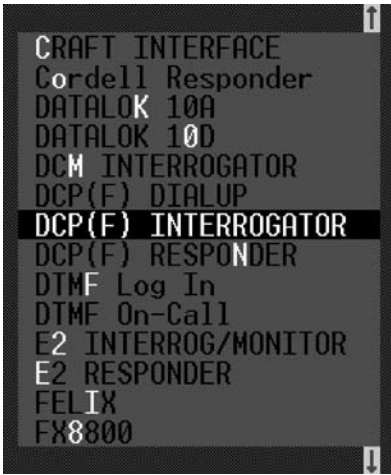 CRAFT INTERFACE
Cordell Responder
DATALOK 10A
DATALOK 10D
DCM INTERROGATOR
DCP(F) DIALUP
DCP(F) INTERROGATOR
DCP(F) RESPONDER
DTMF Log In
DTMF On-Call
E2 INTERROG/MONITOR
E2 RESPONDER
FELIX
FX8800